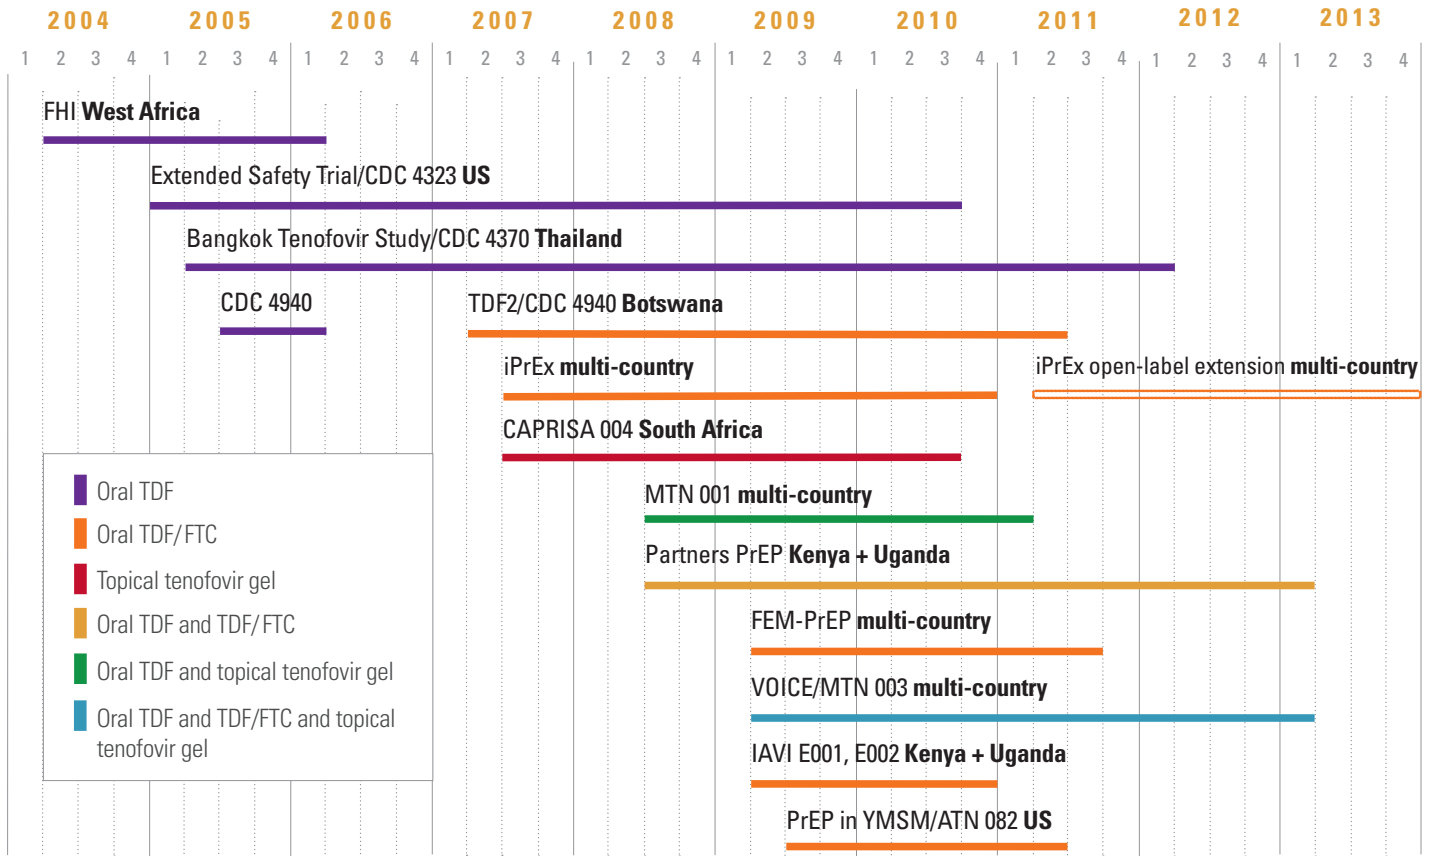 2004 2005 2006 2007 2008 2009 2010 2011 2012 2013
1 2 3 4 1 2 3 4 1 2 3 4 1 2 3 4 1 2 3 4 1 2 3 4 1 2 3 4 1 2 3 4 1 2 3 4 1 2 3 4
FHI West Africa
Extended Safety Trial/CDC 4323 US
Bangkok Tenofovir Study/CDC 4370 Thailand
CDC 4940
TDF2/CDC 4940 Botswana
iPrEx multi-country
iPrEx open-label extension multi-country
CAPRISA 004 South Africa
MTN 001 multi-country
Partners PrEP Kenya + Uganda
FEM-PrEP multi-country
VOICE/MTN 003 multi-country
IAVI E001, E002 Kenya + Uganda
PrEP in YMSM/ATN 082 US
Oral TDF
Oral TDF/FTC
Topical tenofovir gel
Oral TDF and TDF/FTC
Oral TDF and topical tenofovir gel
Oral TDF and TDF/FTC and topical
tenofovir gel